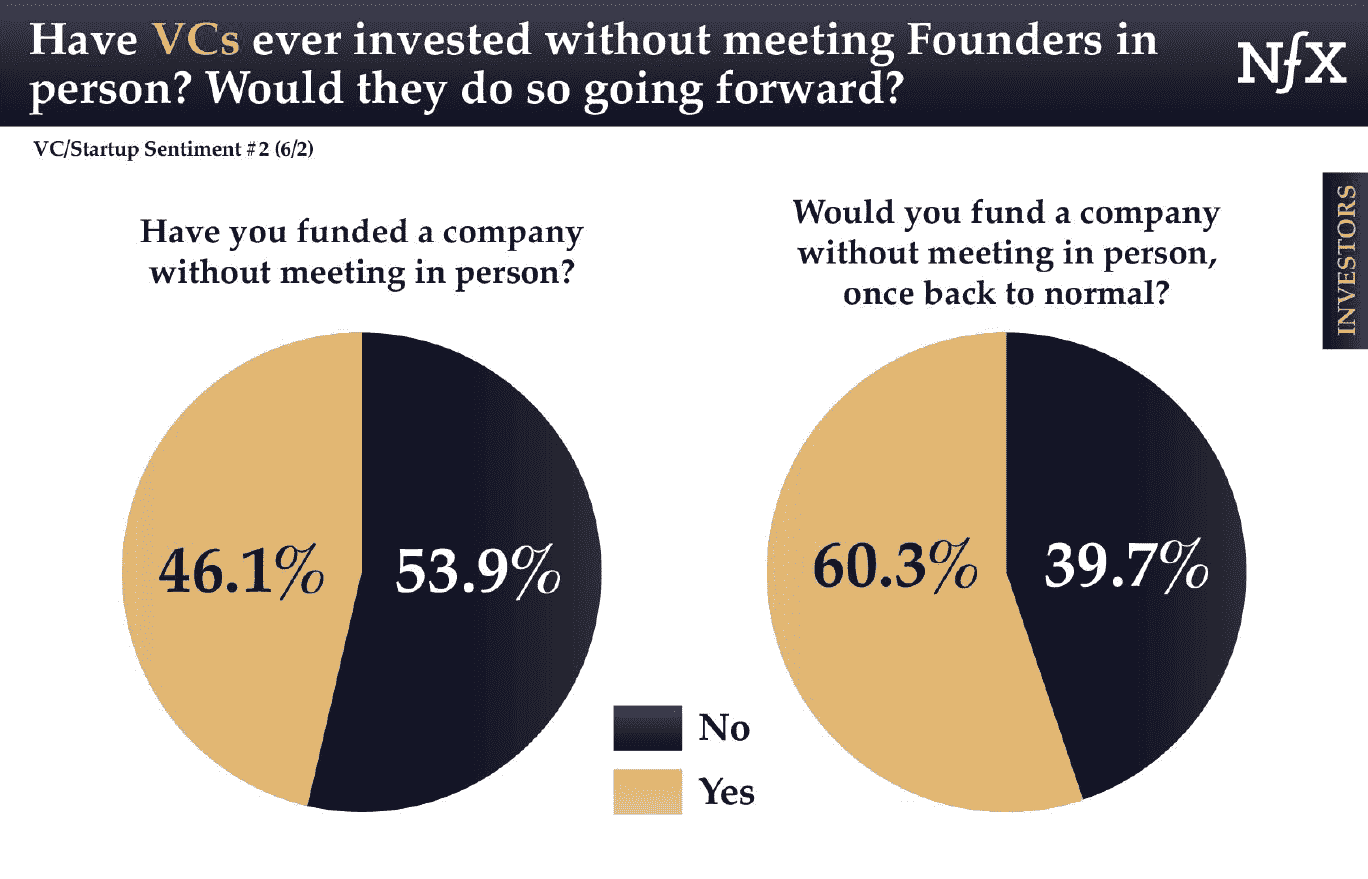 Have VCs ever invested without meeting Founders in
person? Would they do so going forward?
NfX
VC/Startup Sentiment #2 (6/2)
INVESTORS
Have you funded a company
without meeting in person?
Would you fund a company
without meeting in person,
once back to normal?
46.1%
53.9%
60.3%
39.7%
No
Yes